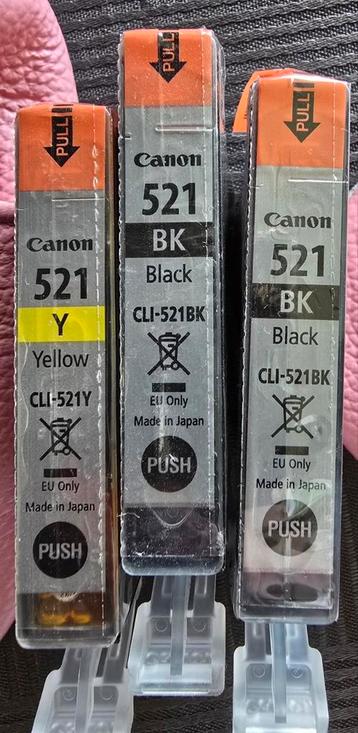 PULL
Canon
521
Y
Yellow
CLI-521Y
EU Only
Made in Japan
PUSH
PULL
Canon
521
BK
Black
CLI-521BK
EU Only
Made in Japan
PUSH
PULL
Canon
521
BK
Black
CLI-521BK
EU Only
Made in Japan
PUSH